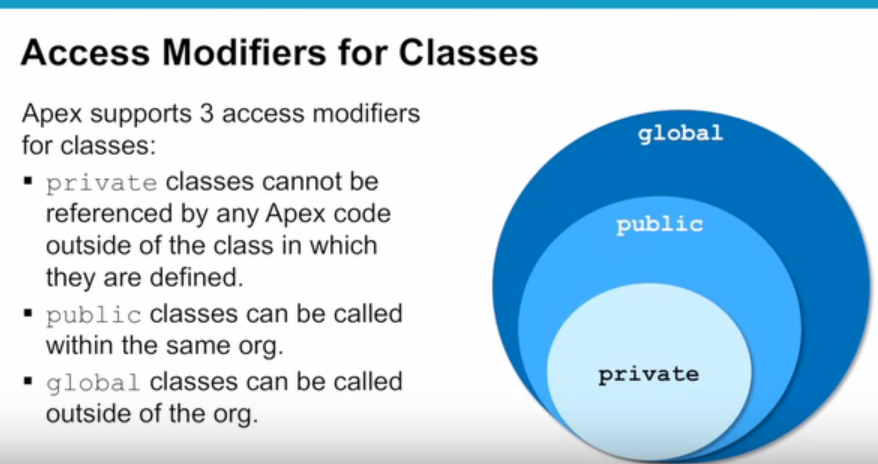 Access Modifiers for Classes
Apex supports 3 access modifiers
for classes:
▪ private classes cannot be
referenced by any Apex code
outside of the class in which
they are defined.
▪ public classes can be called
within the same org.
▪ global classes can be called
outside of the org.
global
public
private